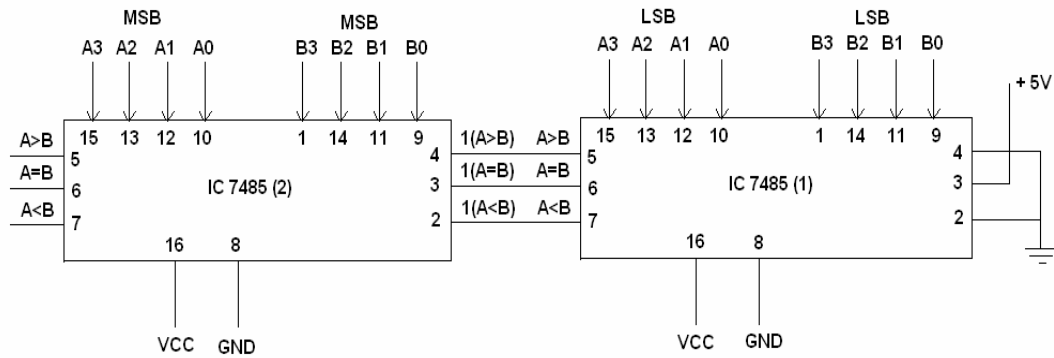 MSB MSB LSB LSB
A3 A2 A1 A0 B3 B2 B1 B0 A3 A2 A1 A0 B3 B2 B1 B0
+ 5V
15 13 12 10 1 14 11 9 15 13 12 10 1 14 11 9
A>B 5 4 1(A>B) A>B 5 4
A=B 6 IC 7485 (2) 3 1(A=B) A=B 6 IC 7485 (1) 3
A<B 7 2 1(A<B) A<B 7 2
16 8 16 8
VCC GND VCC GND